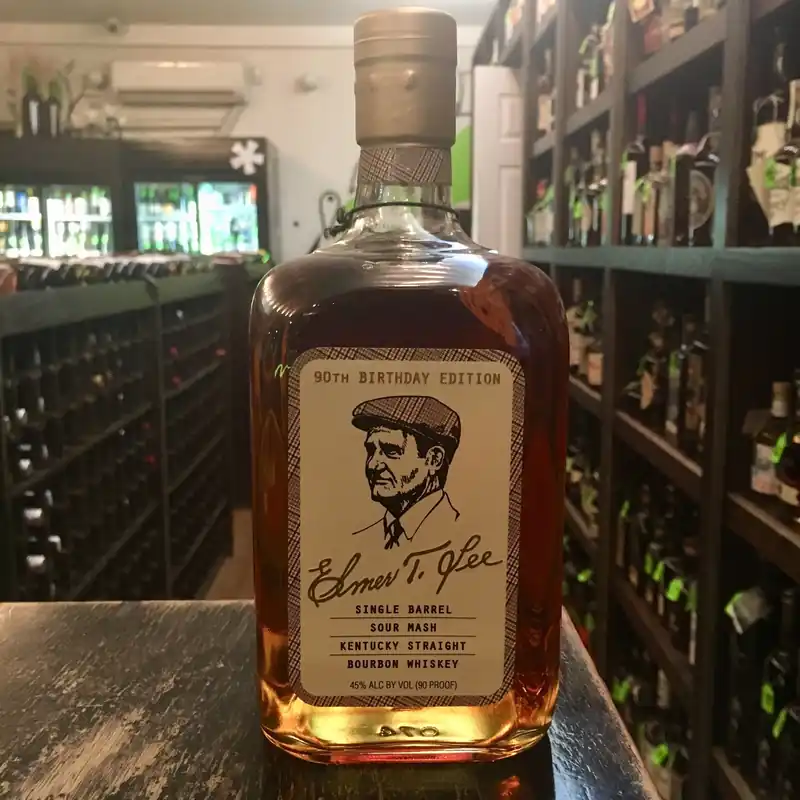 90TH BIRTHDAY EDITION
Elmer T. Lee
SINGLE BARREL
SOUR MASH
KENTUCKY STRAIGHT
BOURBON WHISKEY
45% ALC BY VOL (90 PROOF)